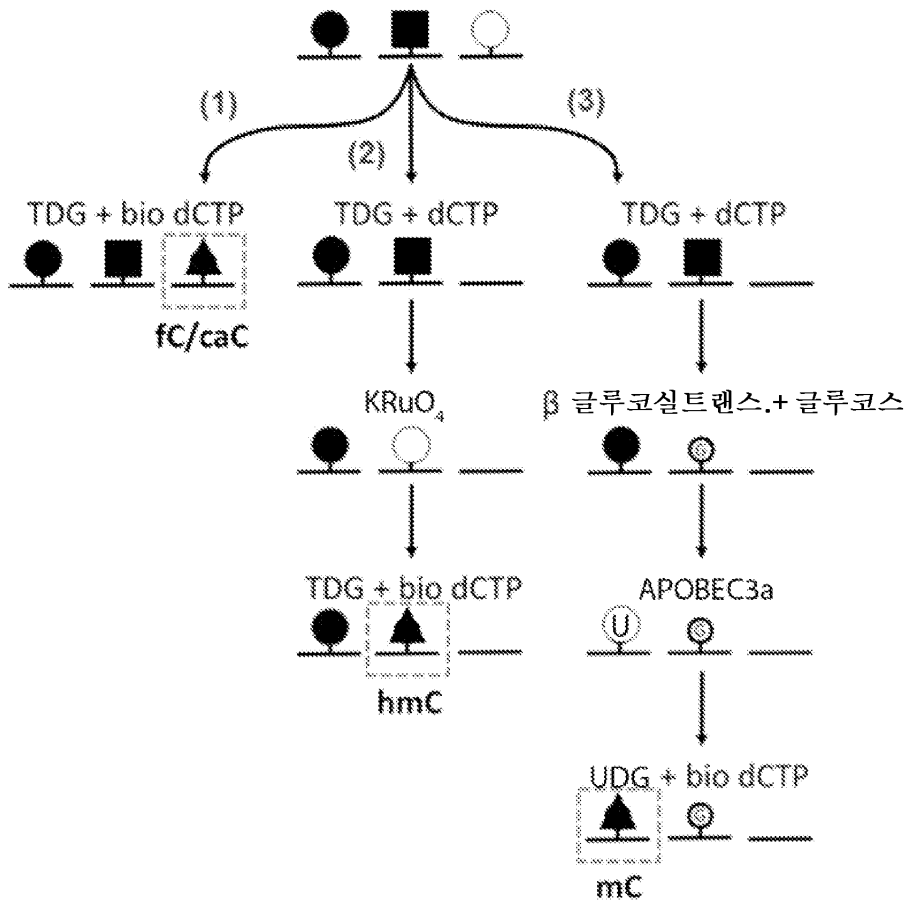 (1)
(2)
(3)
TDG + bio dCTP
TDG + dCTP
TDG + dCTP
fC/caC
KRuO₄
β 글루코실트랜스.+ 글루코스
TDG + bio dCTP
APOBEC3a
U
hmC
UDG + bio dCTP
mC